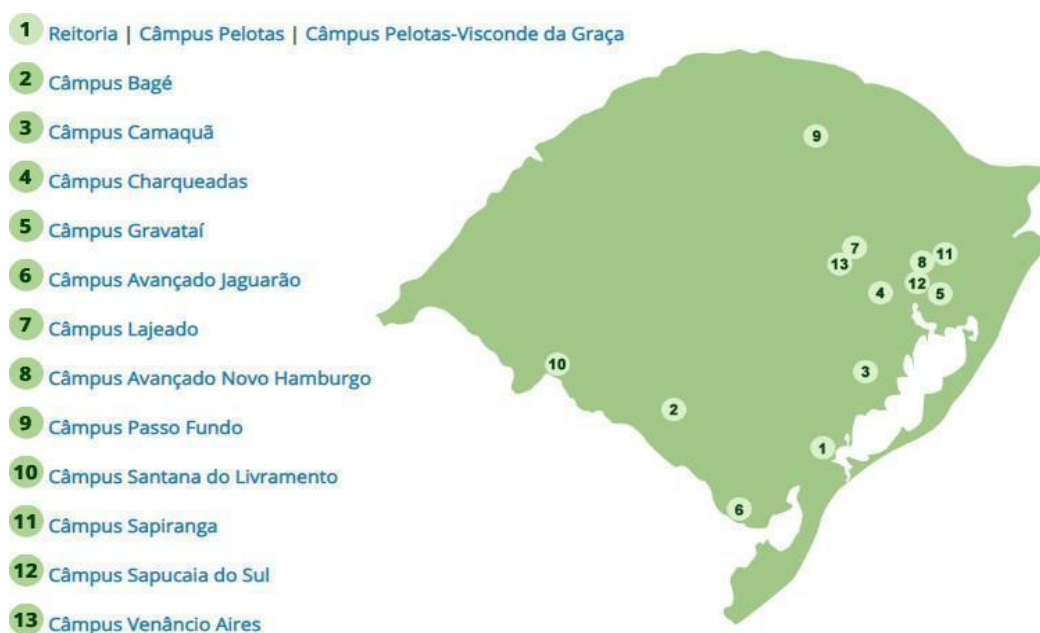 1 Reitoria | Câmpus Pelotas | Câmpus Pelotas-Visconde da Graça
2 Câmpus Bagé
3 Câmpus Camaquã
4 Câmpus Charqueadas
5 Câmpus Gravataí
6 Câmpus Avançado Jaguarão
7 Câmpus Lajeado
8 Câmpus Avançado Novo Hamburgo
9 Câmpus Passo Fundo
10 Câmpus Santana do Livramento
11 Câmpus Sapiranga
12 Câmpus Sapucaia do Sul
13 Câmpus Venâncio Aires
9
7
11
13
8
12
4
5
10
3
2
1
6